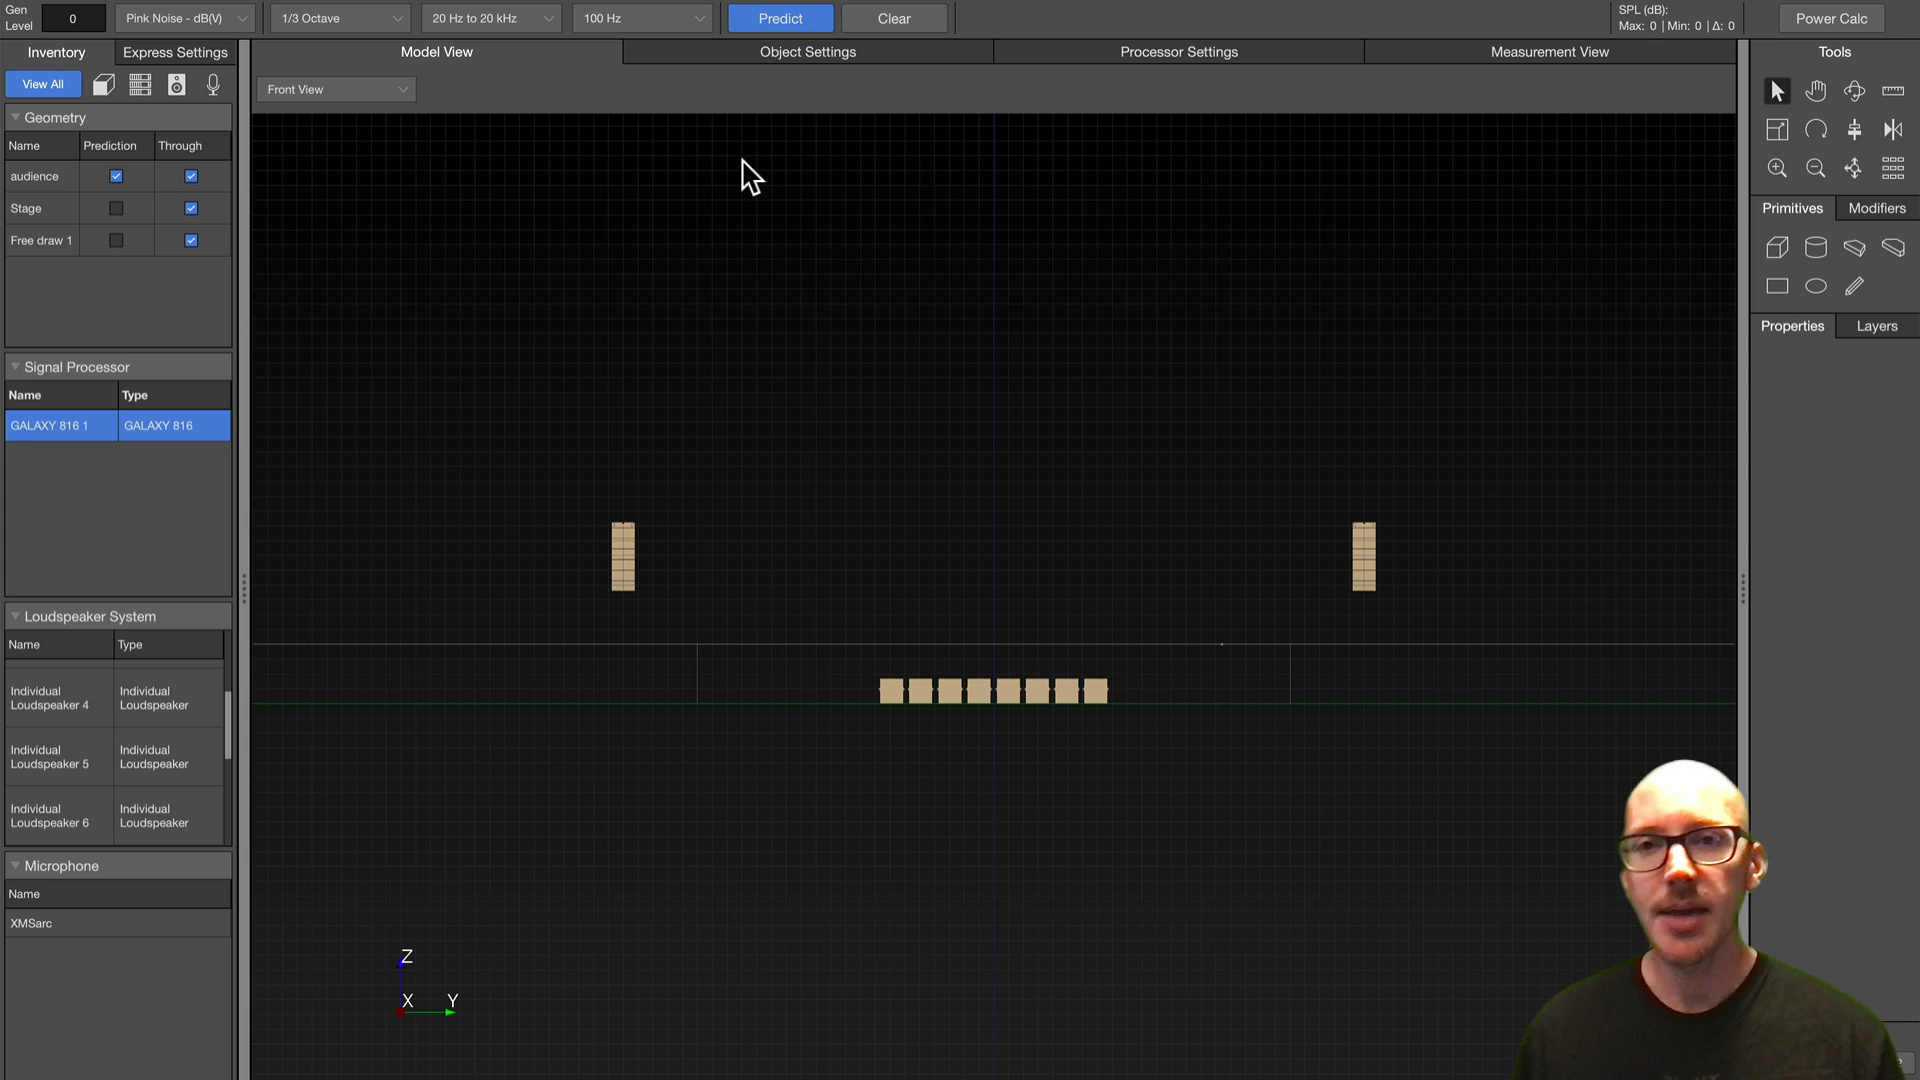 Gen
Level
0
Pink Noise - dB(V)
1/3 Octave
20 Hz to 20 kHz
100 Hz
Predict
Clear
SPL (dB):
Max: 0 | Min: 0 | Δ: 0
Power Calc
Inventory
Express Settings
Model View
Object Settings
Processor Settings
Measurement View
Tools
View All
Front View
Geometry
Name
Prediction
Through
audience
Stage
Free draw 1
Primitives
Modifiers
Properties
Layers
Signal Processor
Name
Type
GALAXY 816 1
GALAXY 816
Loudspeaker System
Name
Type
Individual
Loudspeaker 4
Individual
Loudspeaker
Individual
Loudspeaker 5
Individual
Loudspeaker
Individual
Loudspeaker 6
Individual
Loudspeaker
Microphone
Name
XMSarc
Z
X
Y